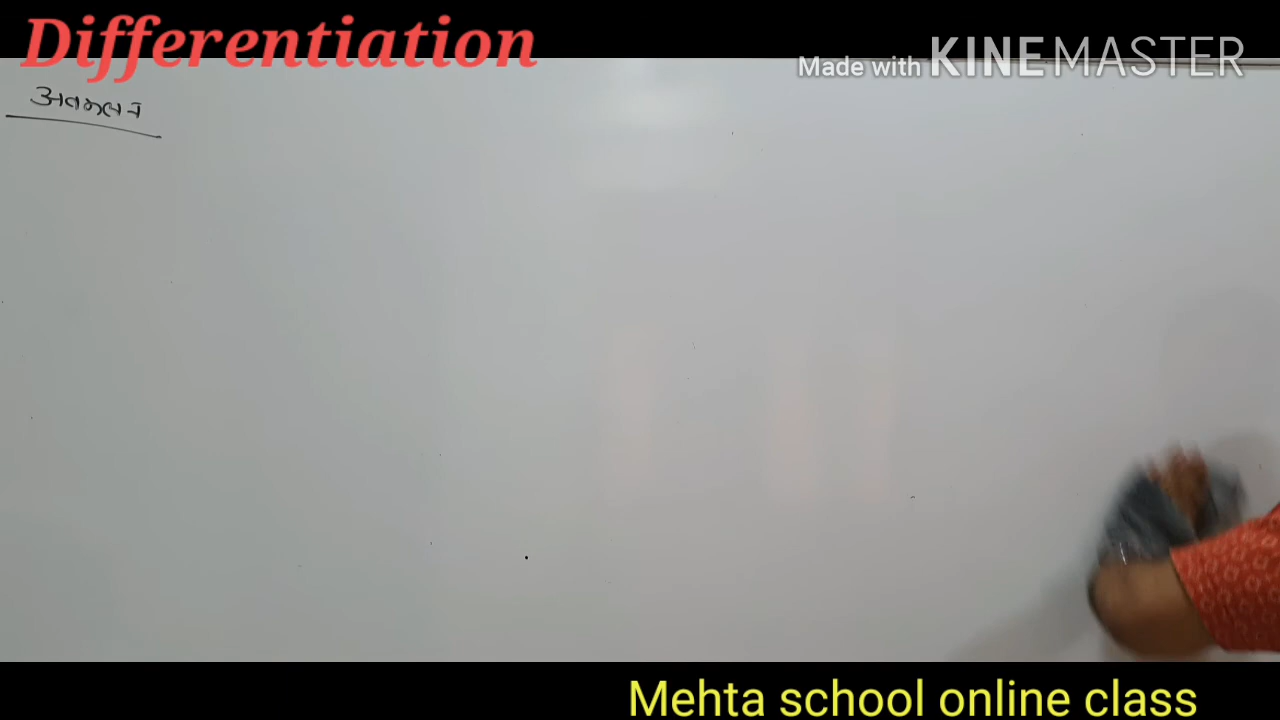 Differentiation
Made with KINEMASTER
अवकलन
Mehta school online class